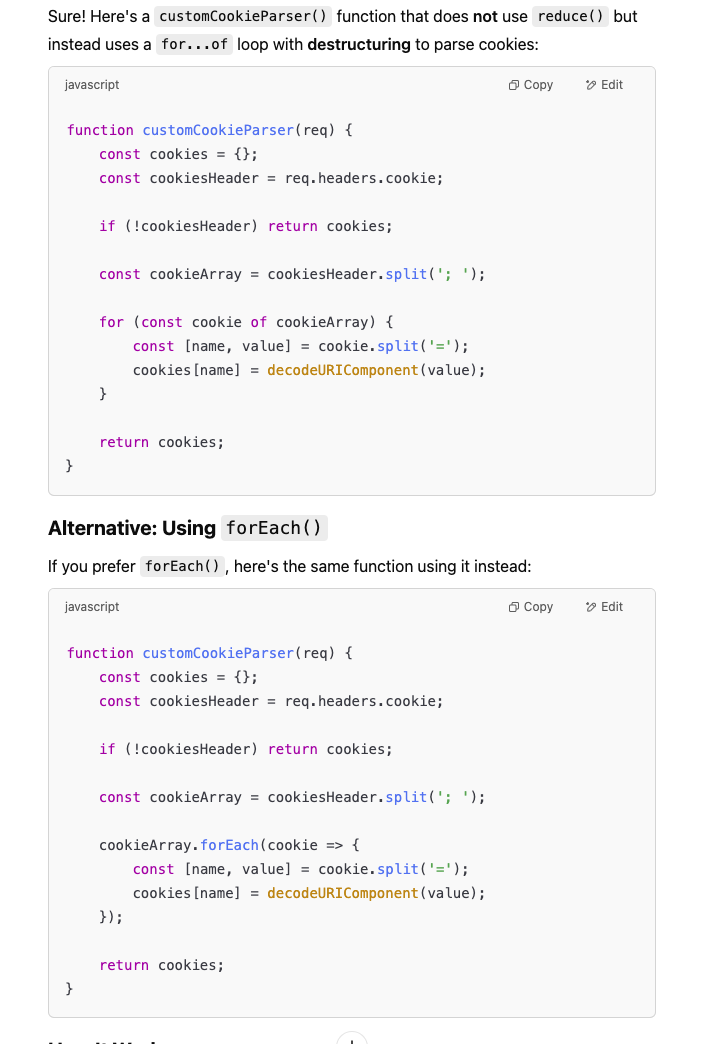 Sure! Here's a customCookieParser() function that does not use reduce() but
instead uses a for...of loop with destructuring to parse cookies:
javascript Copy Edit
function customCookieParser(req) {
    const cookies = {};
    const cookiesHeader = req.headers.cookie;
    if (!cookiesHeader) return cookies;
    const cookieArray = cookiesHeader.split('; ');
    for (const cookie of cookieArray) {
        const [name, value] = cookie.split('=');
        cookies[name] = decodeURIComponent(value);
    }
    return cookies;
}
Alternative: Using forEach()
If you prefer forEach(), here's the same function using it instead:
javascript Copy Edit
function customCookieParser(req) {
    const cookies = {};
    const cookiesHeader = req.headers.cookie;
    if (!cookiesHeader) return cookies;
    const cookieArray = cookiesHeader.split('; ');
    cookieArray.forEach(cookie => {
        const [name, value] = cookie.split('=');
        cookies[name] = decodeURIComponent(value);
    });
    return cookies;
}